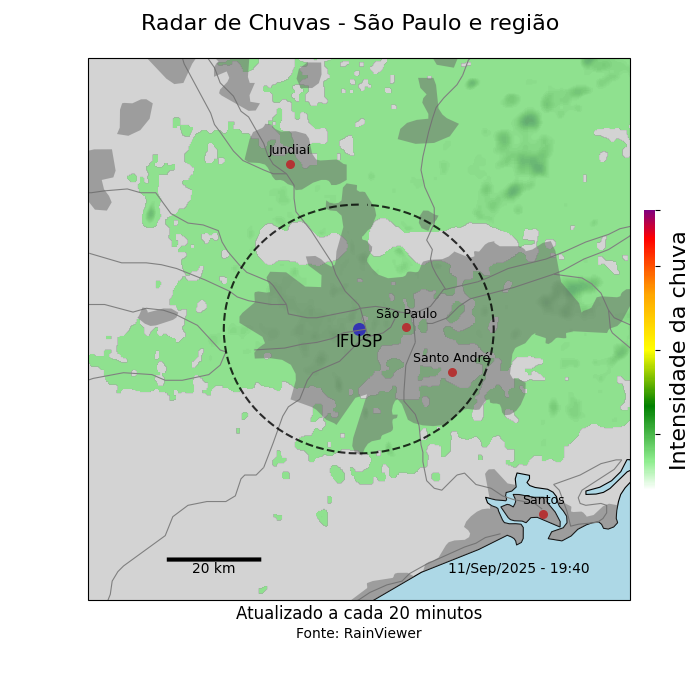 Radar de Chuvas - São Paulo e região
Jundiaí
São Paulo
IFUSP
Santo André
Santos
20 km
11/Sep/2025 - 19:40
Intensidade da chuva
Atualizado a cada 20 minutos
Fonte: RainViewer